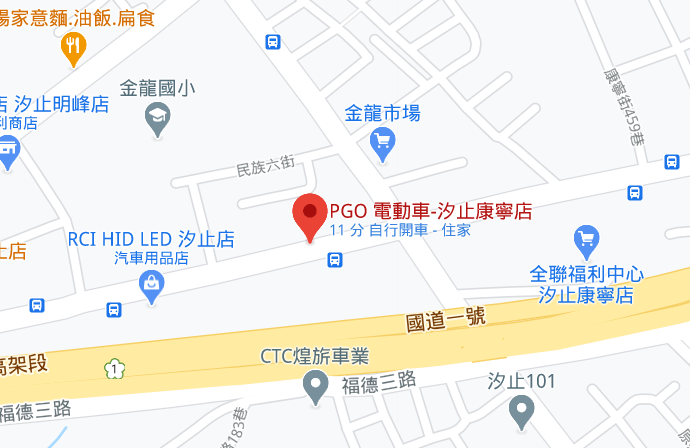 家意麵.油飯.扁食
金龍國小
店 汐止明峰店
利商店
康寧街459巷
金龍市場
民族六街
PGO 電動車-汐止康寧店
11 分 自行開車 - 住家
RCI HID LED 汐止店
汽車用品店
止店
全聯福利中心
汐止康寧店
國道一號
高架段
1
CTC煌旂車業
福德三路
汐止101
福德三路
183巷